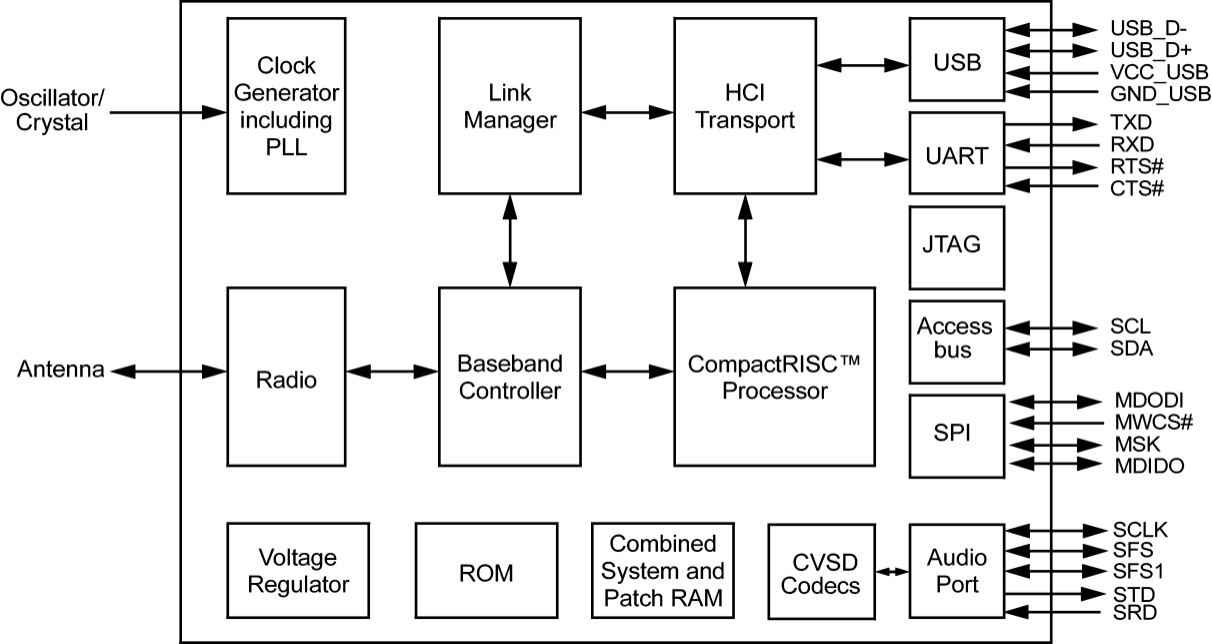 Oscillator/
Crystal
Clock
Generator
including
PLL
Link
Manager
HCI
Transport
USB
USB_D-
USB_D+
VCC_USB
GND_USB
UART
TXD
RXD
RTS#
CTS#
JTAG
Antenna
Radio
Baseband
Controller
CompactRISC™
Processor
Access
bus
SCL
SDA
SPI
MDODI
MWCS#
MSK
MDIDO
Voltage
Regulator
ROM
Combined
System and
Patch RAM
CVSD
Codecs
Audio
Port
SCLK
SFS
SFS1
STD
SRD